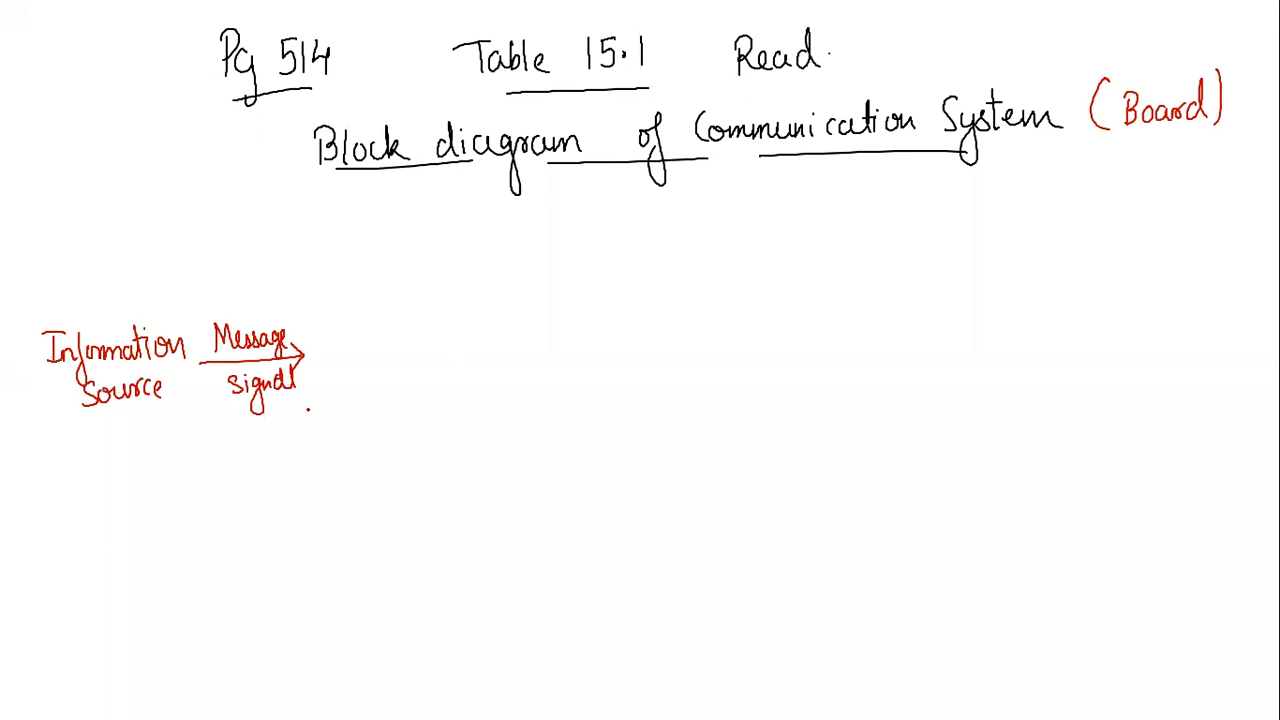 Pg 514 Table 15.1 Read.
Block diagram of Communication System (Board)
Information Message
Source signal